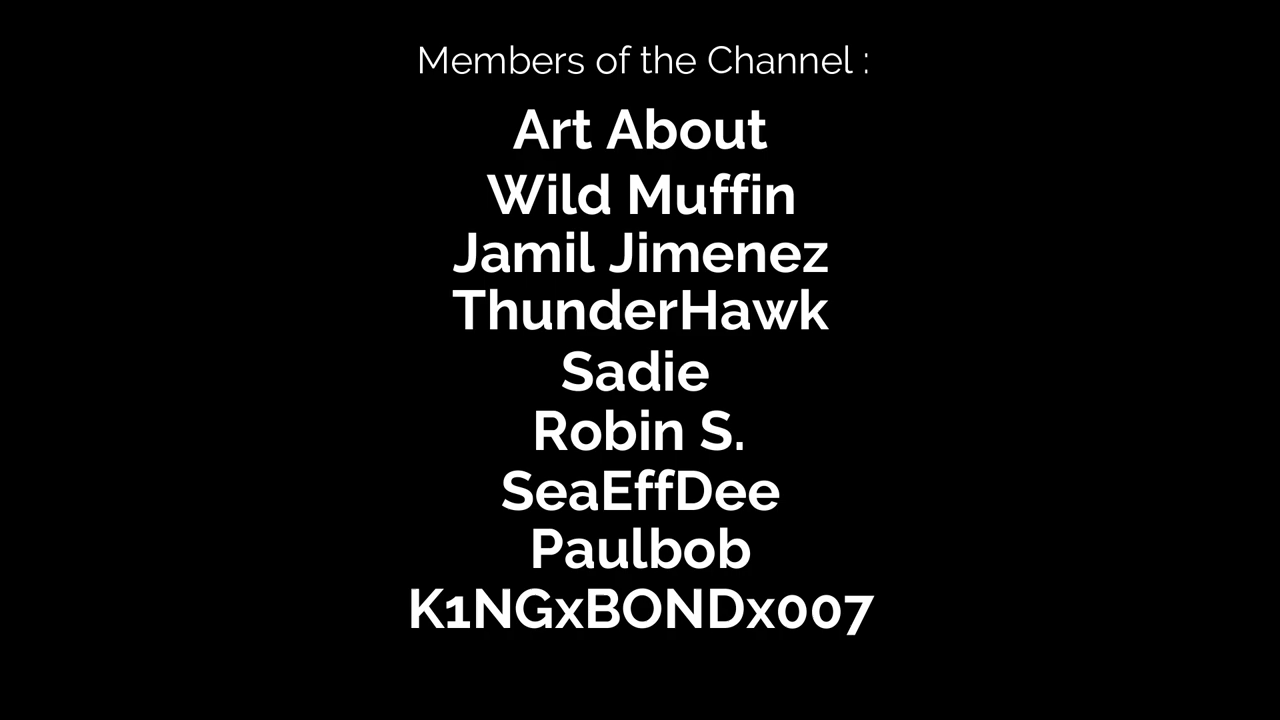 Members of the Channel :
Art About
Wild Muffin
Jamil Jimenez
ThunderHawk
Sadie
Robin S.
SeaEffDee
Paulbob
K1NGxBONDx007